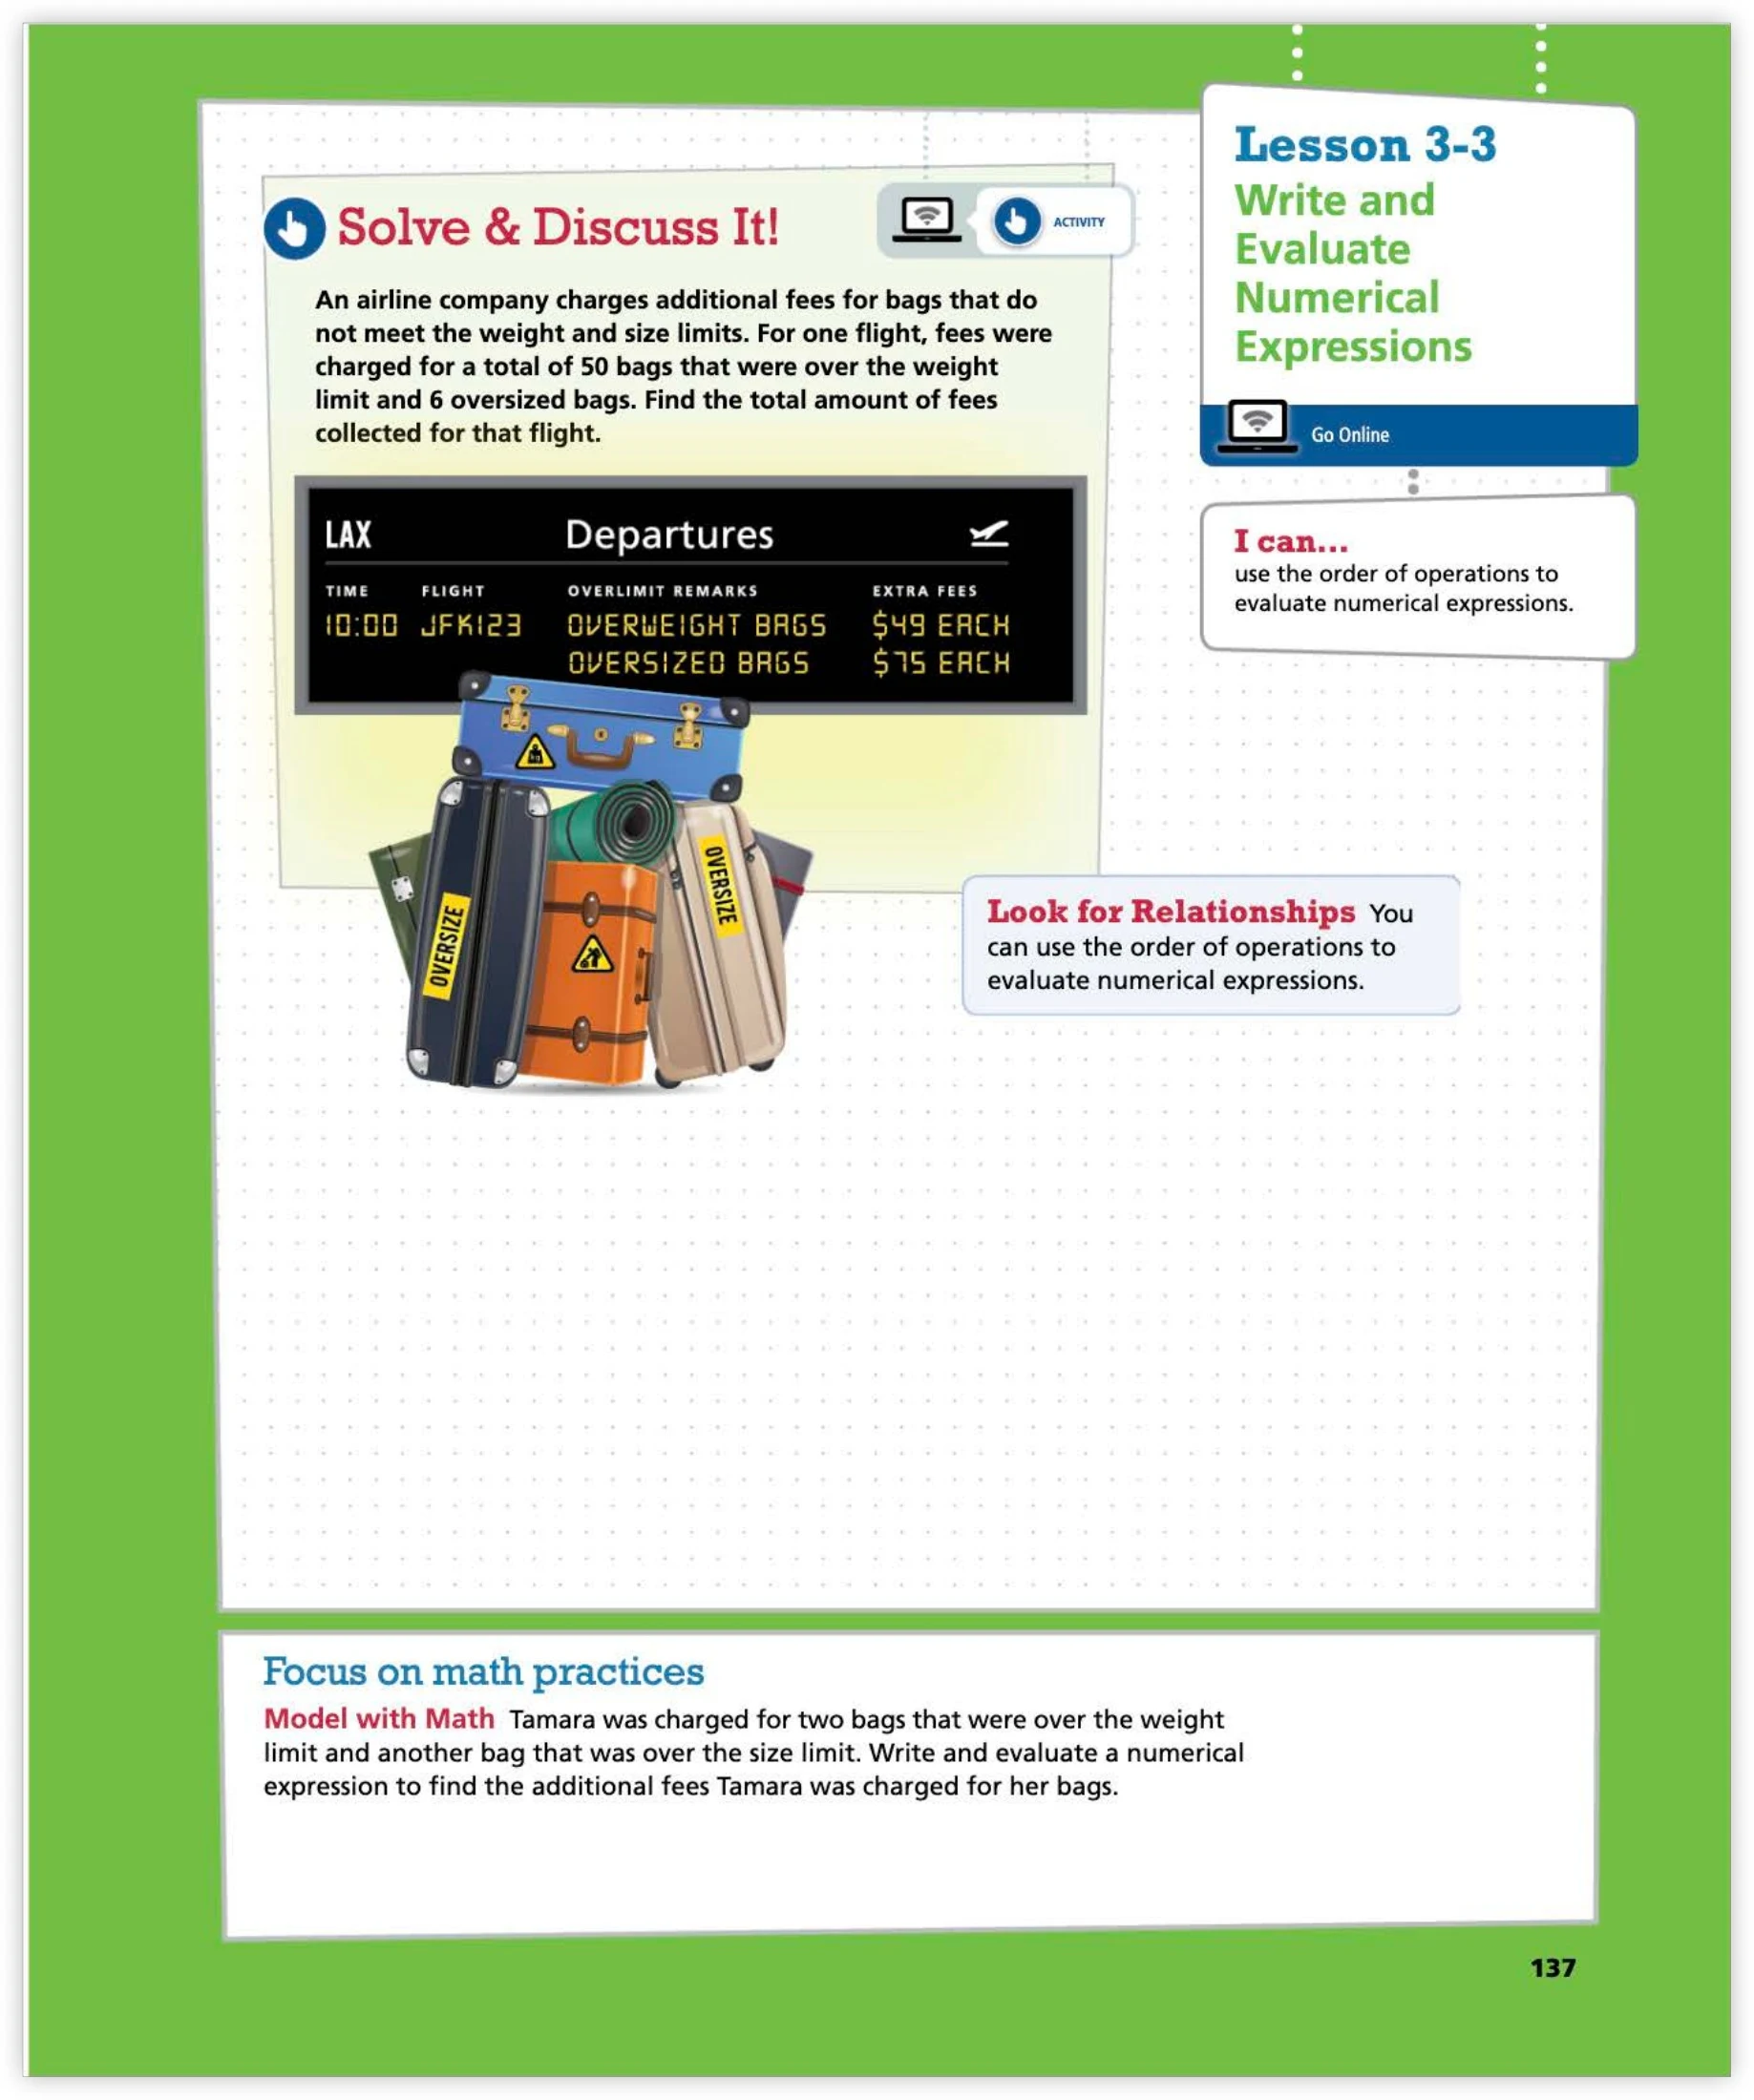 Lesson 3-3
Write and
Evaluate
Numerical
Expressions
Go Online
I can...
use the order of operations to
evaluate numerical expressions.
Solve & Discuss It!
ACTIVITY
An airline company charges additional fees for bags that do
not meet the weight and size limits. For one flight, fees were
charged for a total of 50 bags that were over the weight
limit and 6 oversized bags. Find the total amount of fees
collected for that flight.
LAX Departures
TIME FLIGHT OVERLIMIT REMARKS EXTRA FEES
10:00 JFK123 OVERWEIGHT BAGS $49 EACH
OVERSIZED BAGS $75 EACH
OVERSIZE
OVERSIZE
Look for Relationships You
can use the order of operations to
evaluate numerical expressions.
Focus on math practices
Model with Math Tamara was charged for two bags that were over the weight
limit and another bag that was over the size limit. Write and evaluate a numerical
expression to find the additional fees Tamara was charged for her bags.
137